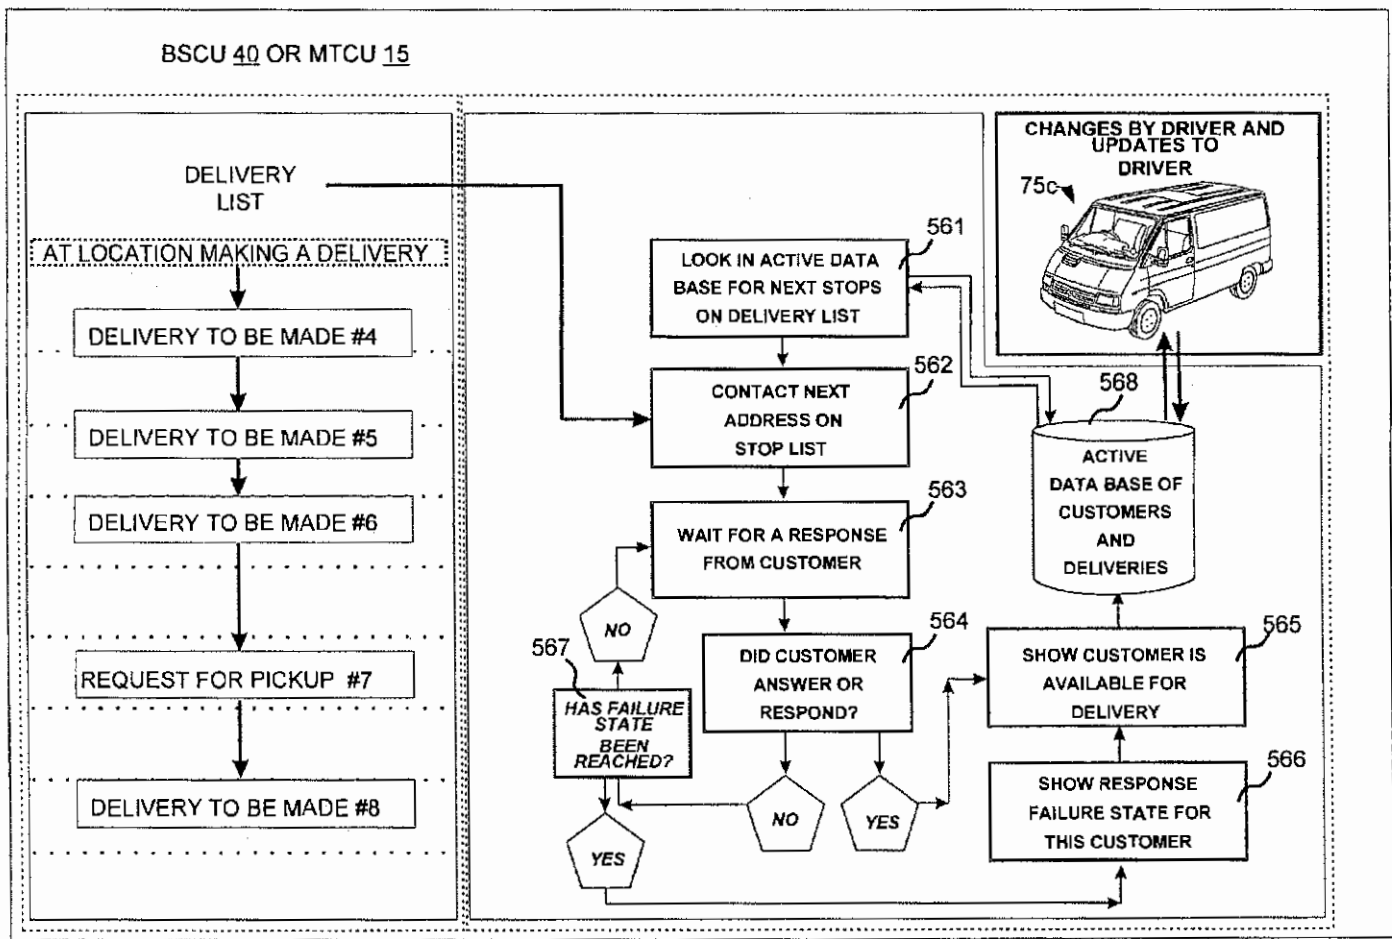 BSCU 40 OR MTCU 15
DELIVERY
LIST
AT LOCATION MAKING A DELIVERY
DELIVERY TO BE MADE #4
DELIVERY TO BE MADE #5
DELIVERY TO BE MADE #6
REQUEST FOR PICKUP #7
DELIVERY TO BE MADE #8
561
LOOK IN ACTIVE DATA
BASE FOR NEXT STOPS
ON DELIVERY LIST
562
CONTACT NEXT
ADDRESS ON
STOP LIST
563
WAIT FOR A RESPONSE
FROM CUSTOMER
NO
564
DID CUSTOMER
ANSWER OR
RESPOND?
567
HAS FAILURE
STATE
BEEN
REACHED?
NO
YES
YES
CHANGES BY DRIVER AND
UPDATES TO
DRIVER
75c
568
ACTIVE
DATA BASE OF
CUSTOMERS
AND
DELIVERIES
565
SHOW CUSTOMER IS
AVAILABLE FOR
DELIVERY
566
SHOW RESPONSE
FAILURE STATE FOR
THIS CUSTOMER